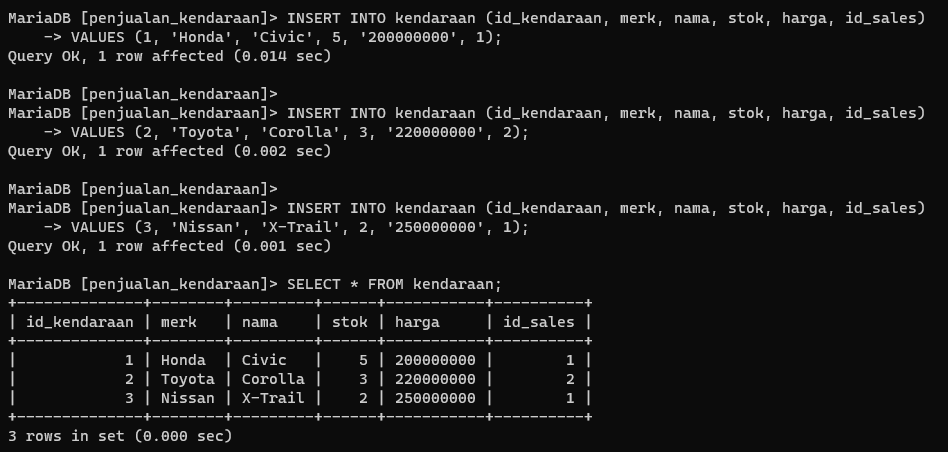 MariaDB [penjualan_kendaraan]> INSERT INTO kendaraan (id_kendaraan, merk, nama, stok, harga, id_sales)
    -> VALUES (1, 'Honda', 'Civic', 5, '200000000', 1);
Query OK, 1 row affected (0.014 sec)

MariaDB [penjualan_kendaraan]>
MariaDB [penjualan_kendaraan]> INSERT INTO kendaraan (id_kendaraan, merk, nama, stok, harga, id_sales)
    -> VALUES (2, 'Toyota', 'Corolla', 3, '220000000', 2);
Query OK, 1 row affected (0.002 sec)

MariaDB [penjualan_kendaraan]>
MariaDB [penjualan_kendaraan]> INSERT INTO kendaraan (id_kendaraan, merk, nama, stok, harga, id_sales)
    -> VALUES (3, 'Nissan', 'X-Trail', 2, '250000000', 1);
Query OK, 1 row affected (0.001 sec)

MariaDB [penjualan_kendaraan]> SELECT * FROM kendaraan;
+--------------+--------+---------+------+-----------+----------+
| id_kendaraan | merk   | nama    | stok | harga     | id_sales |
+--------------+--------+---------+------+-----------+----------+
|            1 | Honda  | Civic   |    5 | 200000000 |        1 |
|            2 | Toyota | Corolla |    3 | 220000000 |        2 |
|            3 | Nissan | X-Trail |    2 | 250000000 |        1 |
+--------------+--------+---------+------+-----------+----------+
3 rows in set (0.000 sec)